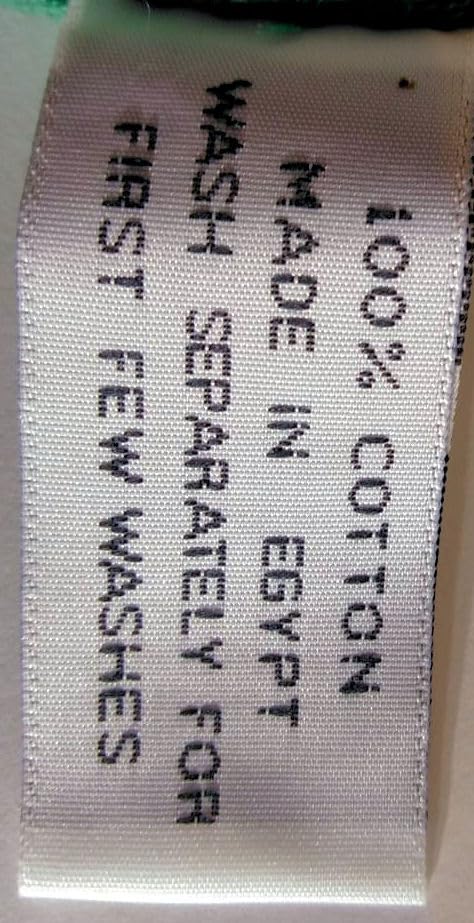 100% COTTON
MADE IN EGYPT
WASH SEPARATELY FOR
FIRST FEW WASHES